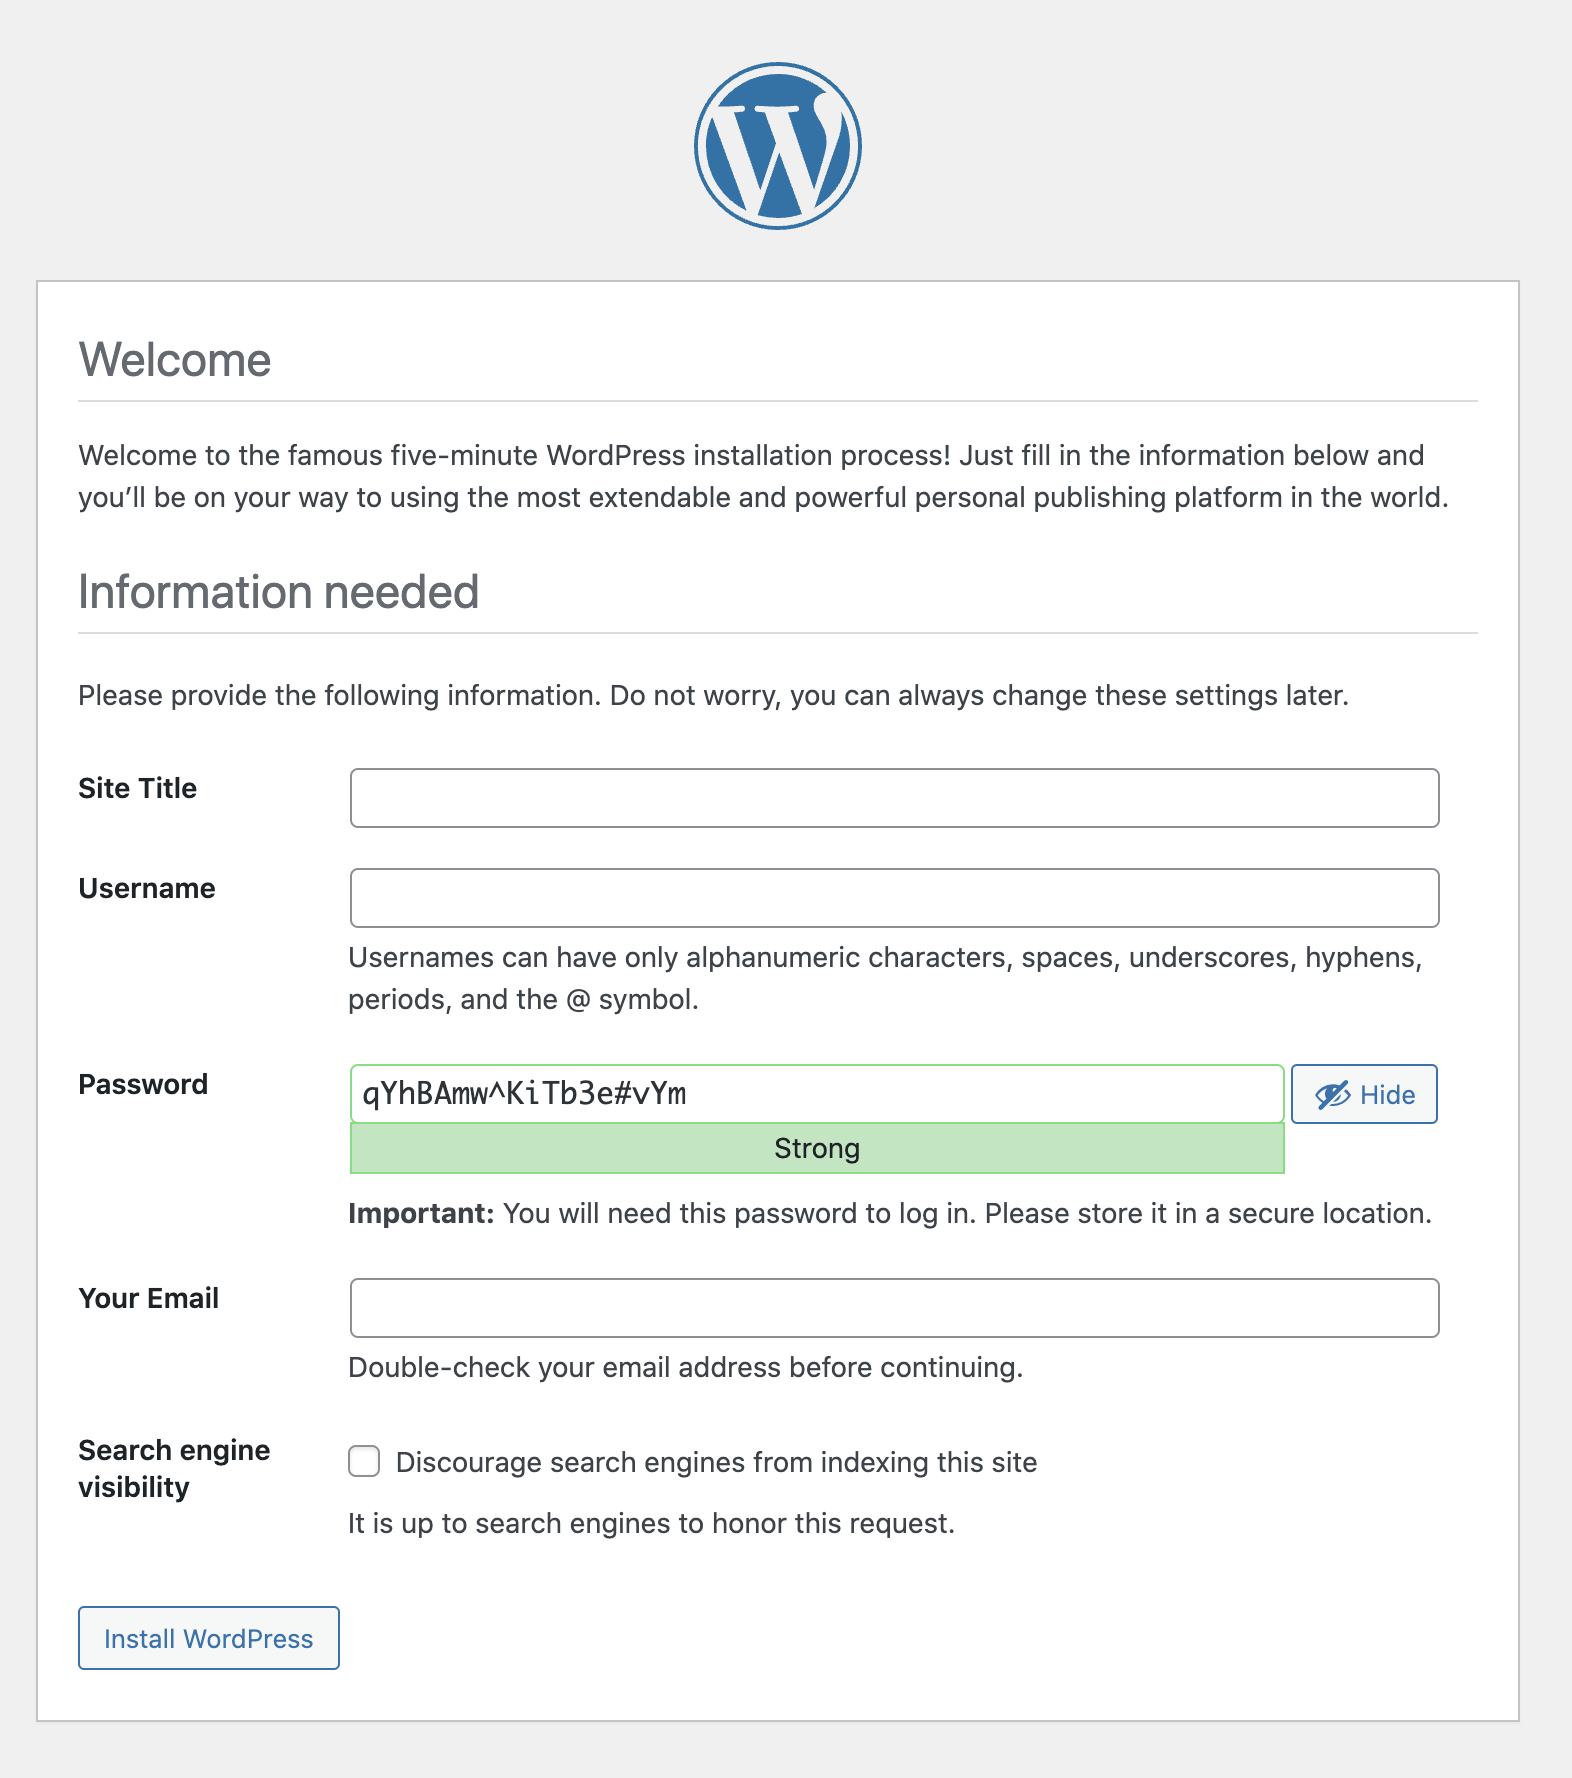 Welcome
Welcome to the famous five-minute WordPress installation process! Just fill in the information below and
you’ll be on your way to using the most extendable and powerful personal publishing platform in the world.
Information needed
Please provide the following information. Do not worry, you can always change these settings later.
Site Title
Username
Usernames can have only alphanumeric characters, spaces, underscores, hyphens,
periods, and the @ symbol.
Password
qYhBAmw^KiTb3e#vYm
Hide
Strong
Important: You will need this password to log in. Please store it in a secure location.
Your Email
Double-check your email address before continuing.
Search engine
visibility
Discourage search engines from indexing this site
It is up to search engines to honor this request.
Install WordPress